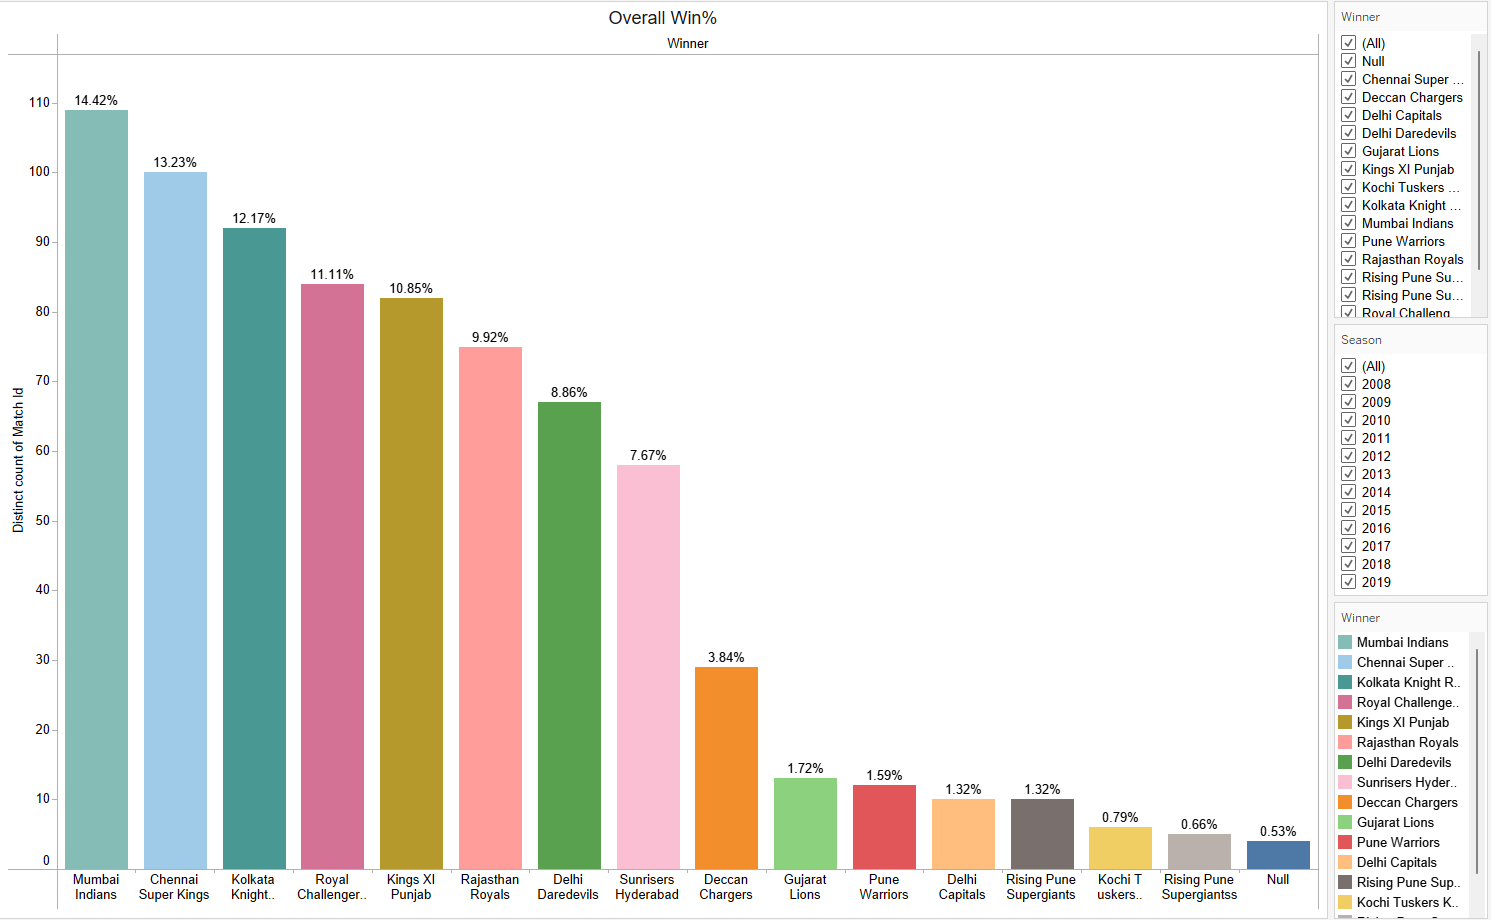 Overall Win%
Winner
Distinct count of Match Id
110
100
90
80
70
60
50
40
30
20
10
0
14.42%
13.23%
12.17%
11.11%
10.85%
9.92%
8.86%
7.67%
3.84%
1.72%
1.59%
1.32%
1.32%
0.79%
0.66%
0.53%
Mumbai
Indians
Chennai
Super Kings
Kolkata
Knight..
Royal
Challenger..
Kings XI
Punjab
Rajasthan
Royals
Delhi
Daredevils
Sunrisers
Hyderabad
Deccan
Chargers
Gujarat
Lions
Pune
Warriors
Delhi
Capitals
Rising Pune
Supergiants
Kochi T
uskers..
Rising Pune
Supergiantss
Null
Winner
(All)
Null
Chennai Super ...
Deccan Chargers
Delhi Capitals
Delhi Daredevils
Gujarat Lions
Kings XI Punjab
Kochi Tuskers ...
Kolkata Knight ...
Mumbai Indians
Pune Warriors
Rajasthan Royals
Rising Pune Su...
Rising Pune Su...
Royal Challeng
Season
(All)
2008
2009
2010
2011
2012
2013
2014
2015
2016
2017
2018
2019
Winner
Mumbai Indians
Chennai Super ..
Kolkata Knight R..
Royal Challenge..
Kings XI Punjab
Rajasthan Royals
Delhi Daredevils
Sunrisers Hyder..
Deccan Chargers
Gujarat Lions
Pune Warriors
Delhi Capitals
Rising Pune Sup..
Kochi Tuskers K..